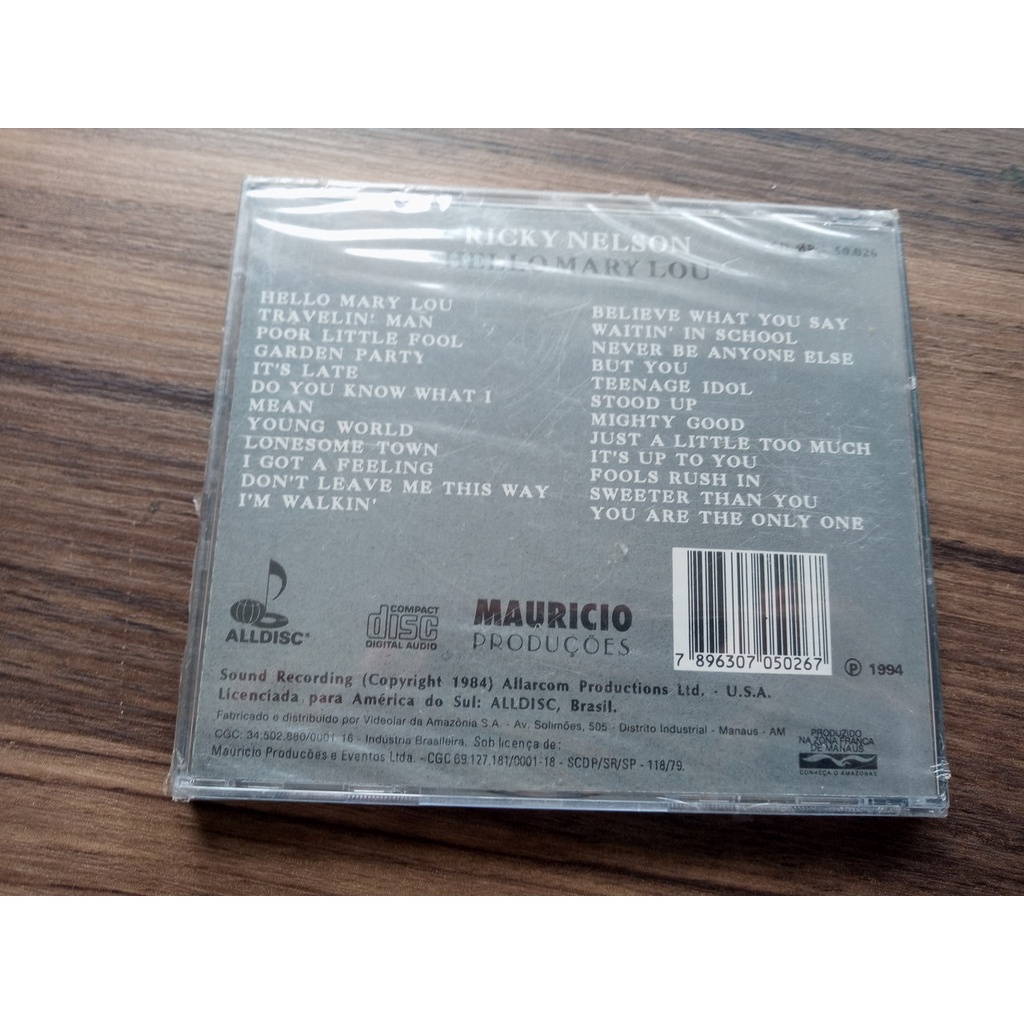 RICKY NELSON
HELLO MARY LOU
50.026
HELLO MARY LOU
TRAVELIN' MAN
POOR LITTLE FOOL
GARDEN PARTY
IT'S LATE
DO YOU KNOW WHAT I
MEAN
YOUNG WORLD
LONESOME TOWN
I GOT A FEELING
DON'T LEAVE ME THIS WAY
I'M WALKIN'
BELIEVE WHAT YOU SAY
WAITIN' IN SCHOOL
NEVER BE ANYONE ELSE
BUT YOU
TEENAGE IDOL
STOOD UP
MIGHTY GOOD
JUST A LITTLE TOO MUCH
IT'S UP TO YOU
FOOLS RUSH IN
SWEETER THAN YOU
YOU ARE THE ONLY ONE
ALLDISC®
COMPACT
disc
DIGITAL AUDIO
MAURICIO
PRODUÇÕES
7 896307 050267
℗ 1994
Sound Recording (Copyright 1984) Allarcom Productions Ltd. - U.S.A.
Licenciada para América do Sul: ALLDISC, Brasil.
Fabricado e distribuido por Videolar da Amazônia S.A. - Av. Solimões, 505 - Distrito Industrial - Manaus - AM
CGC: 34.502.880/0001-16 - Indústria Brasileira. Sob licença de:
Mauricio Producões e Eventos Ltda. - CGC 69.127.181/0001-18 - SCDP/SR/SP - 118/79.
PRODUZIDO
NA ZONA FRANCA
DE MANAUS
CONHEÇA O AMAZONAS